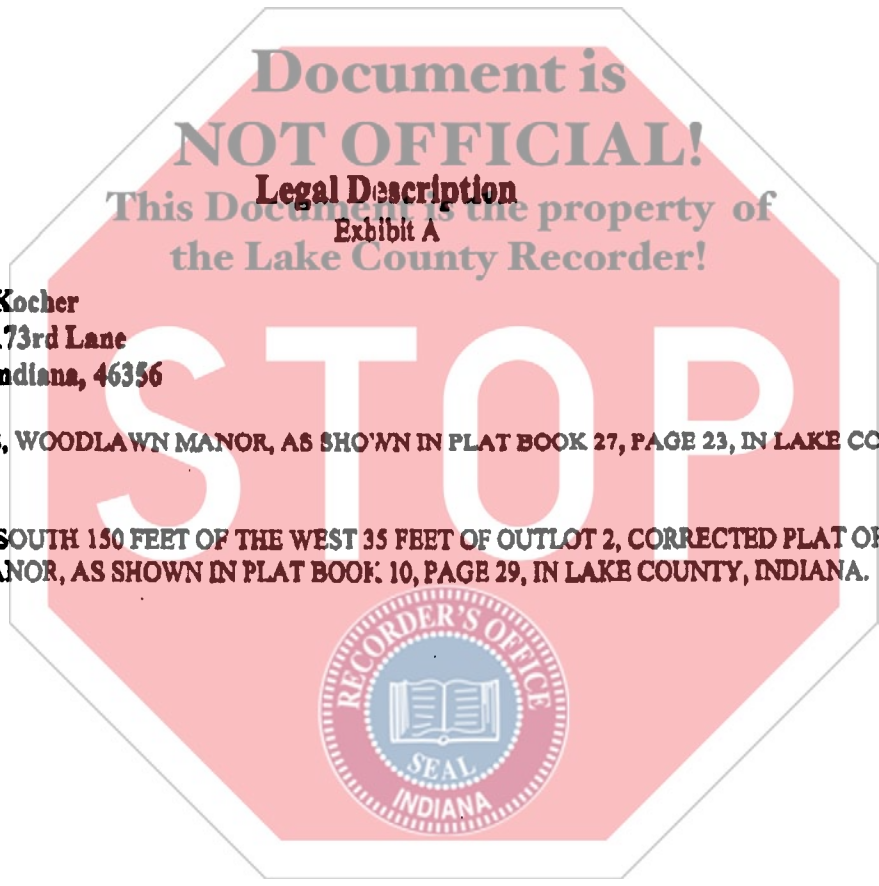 Document is
NOT OFFICIAL!
Legal Description
This Document is the property of
Exhibit A
the Lake County Recorder!
Kocher
73rd Lane
ndiana, 46356
STOP
, WOODLAWN MANOR, AS SHOWN IN PLAT BOOK 27, PAGE 23, IN LAKE CO
SOUTH 150 FEET OF THE WEST 35 FEET OF OUTLOT 2, CORRECTED PLAT OF
NOR, AS SHOWN IN PLAT BOOK 10, PAGE 29, IN LAKE COUNTY, INDIANA.
RECORDER'S OFFICE
SEAL
INDIANA